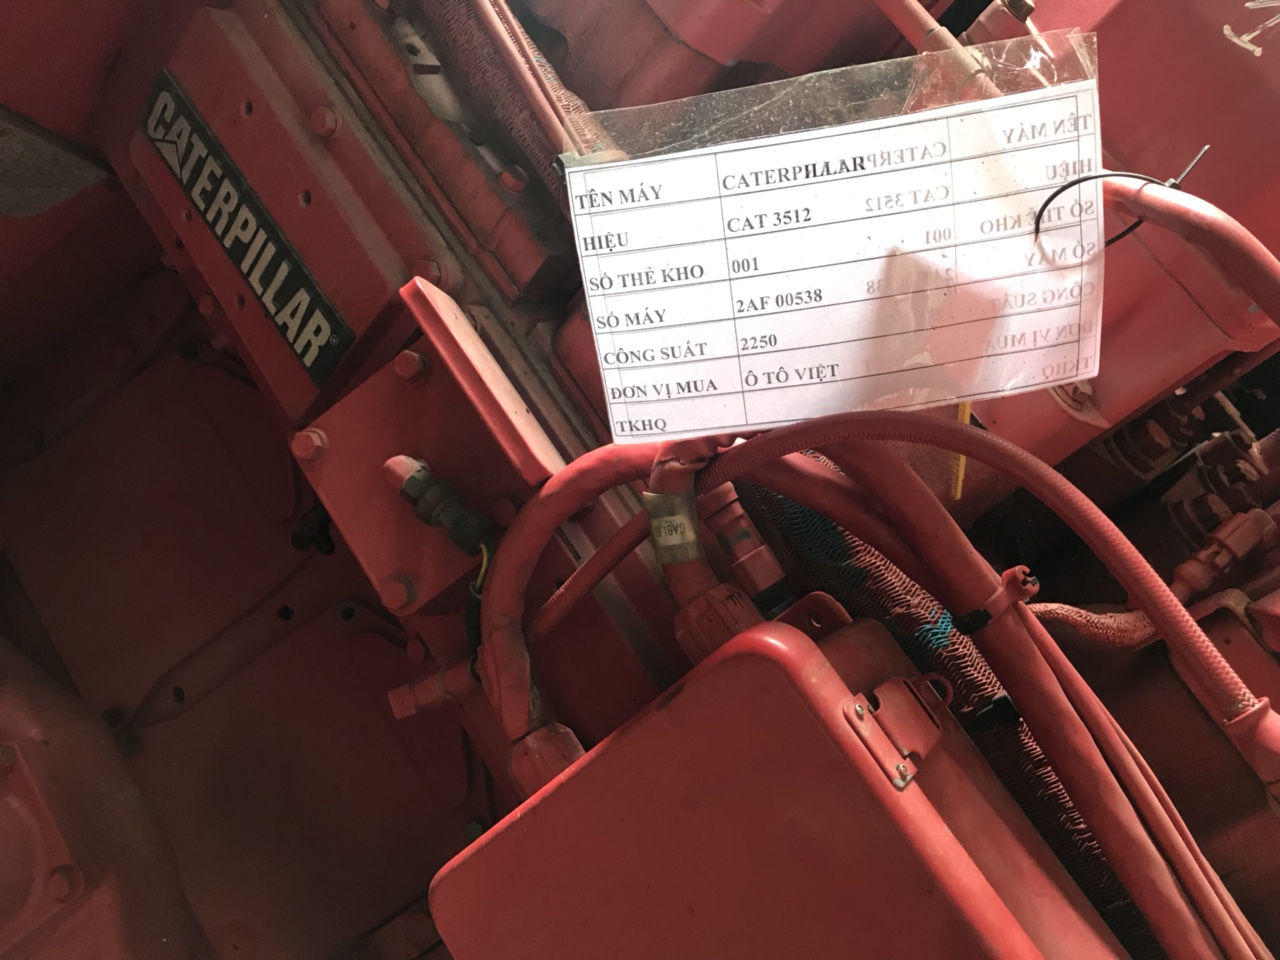 CATERPILLAR
TÊN MÁY CATERPILLAR
HIỆU CAT 3512
SỐ THẺ KHO 001
SỐ MÁY 2AF 00538
CÔNG SUẤT 2250
ĐƠN VỊ MUA Ô TÔ VIỆT
TKHQ